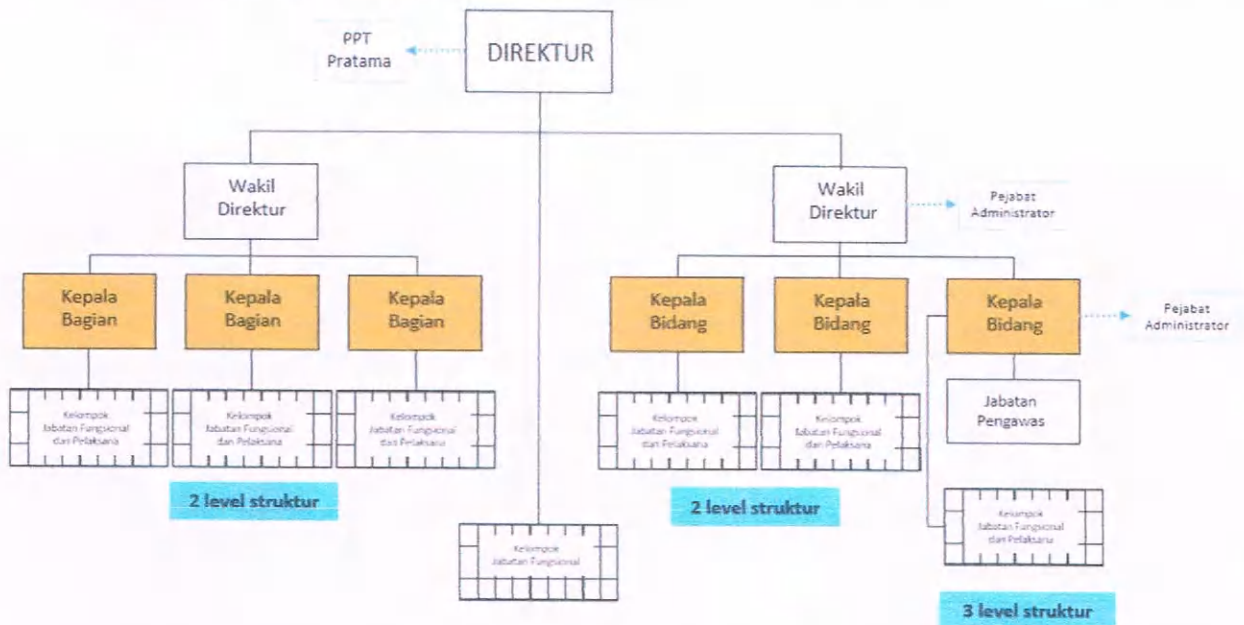 PPT
Pratama
DIREKTUR
Wakil
Direktur
Wakil
Direktur
Pejabat
Administrator
Kepala
Bagian
Kepala
Bagian
Kepala
Bagian
Kepala
Bidang
Kepala
Bidang
Kepala
Bidang
Pejabat
Administrator
Kelompok
Jabatan Fungsional
dan Pelaksana
Kelompok
Jabatan Fungsional
dan Pelaksana
Kelompok
Jabatan Fungsional
dan Pelaksana
Kelompok
Jabatan Fungsional
dan Pelaksana
Kelompok
Jabatan Fungsional
dan Pelaksana
Jabatan
Pengawas
2 level struktur
2 level struktur
Kelompok
Jabatan Fungsional
dan Pelaksana
Kelompok
Jabatan Fungsional
3 level struktur